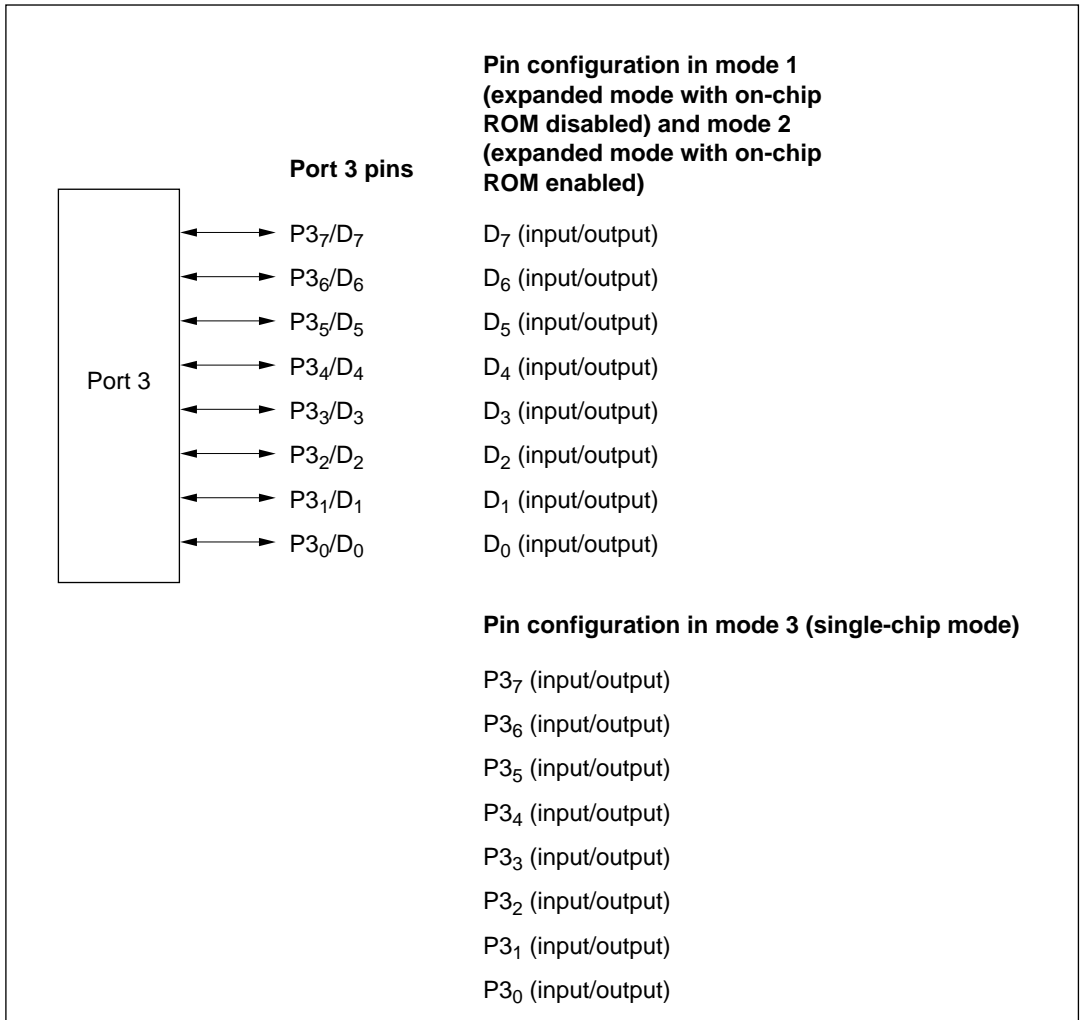 Pin configuration in mode 1
(expanded mode with on-chip
ROM disabled) and mode 2
(expanded mode with on-chip
ROM enabled)
Port 3 pins
Port 3
P3₇/D₇ D₇ (input/output)
P3₆/D₆ D₆ (input/output)
P3₅/D₅ D₅ (input/output)
P3₄/D₄ D₄ (input/output)
P3₃/D₃ D₃ (input/output)
P3₂/D₂ D₂ (input/output)
P3₁/D₁ D₁ (input/output)
P3₀/D₀ D₀ (input/output)
Pin configuration in mode 3 (single-chip mode)
P3₇ (input/output)
P3₆ (input/output)
P3₅ (input/output)
P3₄ (input/output)
P3₃ (input/output)
P3₂ (input/output)
P3₁ (input/output)
P3₀ (input/output)